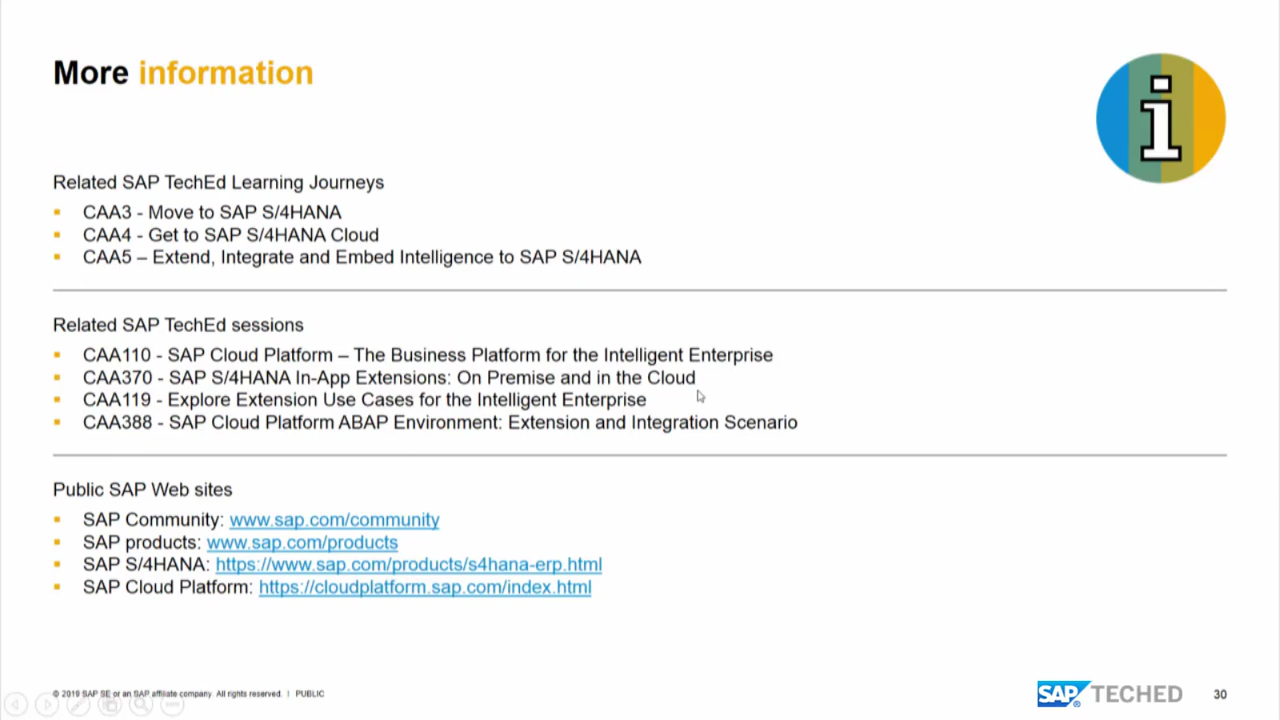 More information
i
Related SAP TechEd Learning Journeys
▪ CAA3 - Move to SAP S/4HANA
▪ CAA4 - Get to SAP S/4HANA Cloud
▪ CAA5 – Extend, Integrate and Embed Intelligence to SAP S/4HANA
Related SAP TechEd sessions
▪ CAA110 - SAP Cloud Platform – The Business Platform for the Intelligent Enterprise
▪ CAA370 - SAP S/4HANA In-App Extensions: On Premise and in the Cloud
▪ CAA119 - Explore Extension Use Cases for the Intelligent Enterprise
▪ CAA388 - SAP Cloud Platform ABAP Environment: Extension and Integration Scenario
Public SAP Web sites
▪ SAP Community: www.sap.com/community
▪ SAP products: www.sap.com/products
▪ SAP S/4HANA: https://www.sap.com/products/s4hana-erp.html
▪ SAP Cloud Platform: https://cloudplatform.sap.com/index.html
© 2019 SAP SE or an SAP affiliate company. All rights reserved. ǀ PUBLIC
SAP® TECHED
30